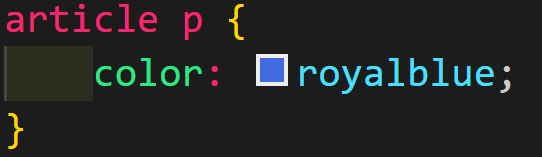 article p {
    color: royalblue;
}